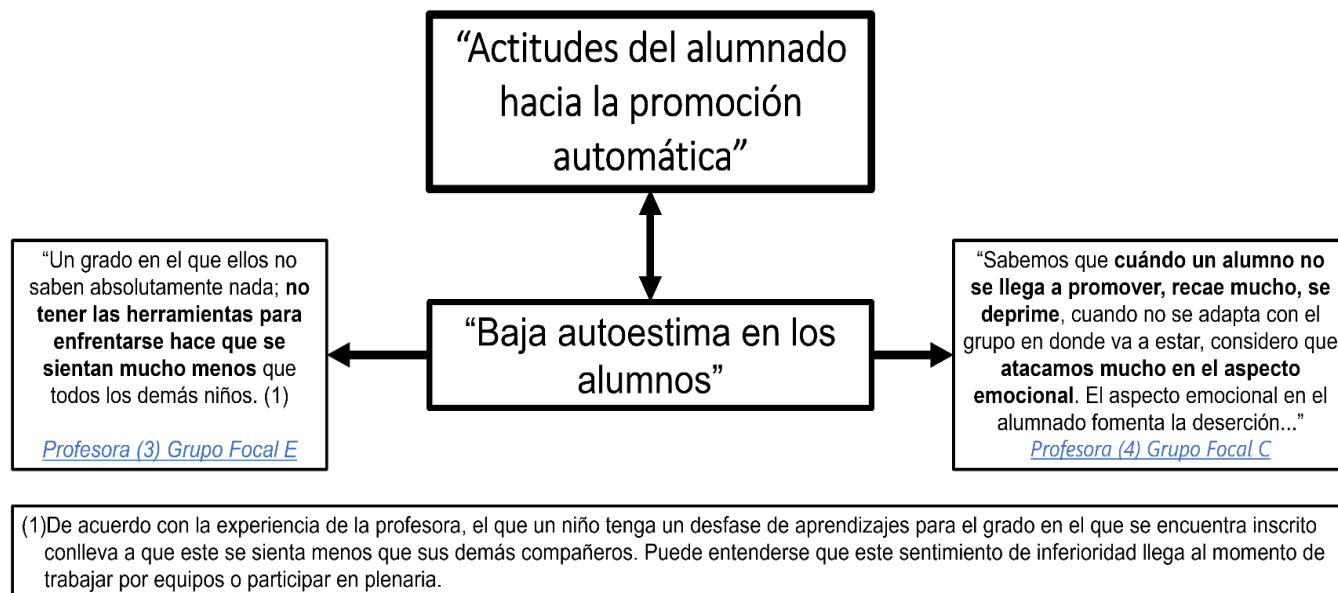 “Actitudes del alumnado
hacia la promoción
automática”
“Un grado en el que ellos no
saben absolutamente nada; no
tener las herramientas para
enfrentarse hace que se
sientan mucho menos que
todos los demás niños. (1)
Profesora (3) Grupo Focal E
“Baja autoestima en los
alumnos”
“Sabemos que cuándo un alumno no
se llega a promover, recae mucho, se
deprime, cuando no se adapta con el
grupo en donde va a estar, considero que
atacamos mucho en el aspecto
emocional. El aspecto emocional en el
alumnado fomenta la deserción...”
Profesora (4) Grupo Focal C
(1)De acuerdo con la experiencia de la profesora, el que un niño tenga un desfase de aprendizajes para el grado en el que se encuentra inscrito
conlleva a que este se sienta menos que sus demás compañeros. Puede entenderse que este sentimiento de inferioridad llega al momento de
trabajar por equipos o participar en plenaria.